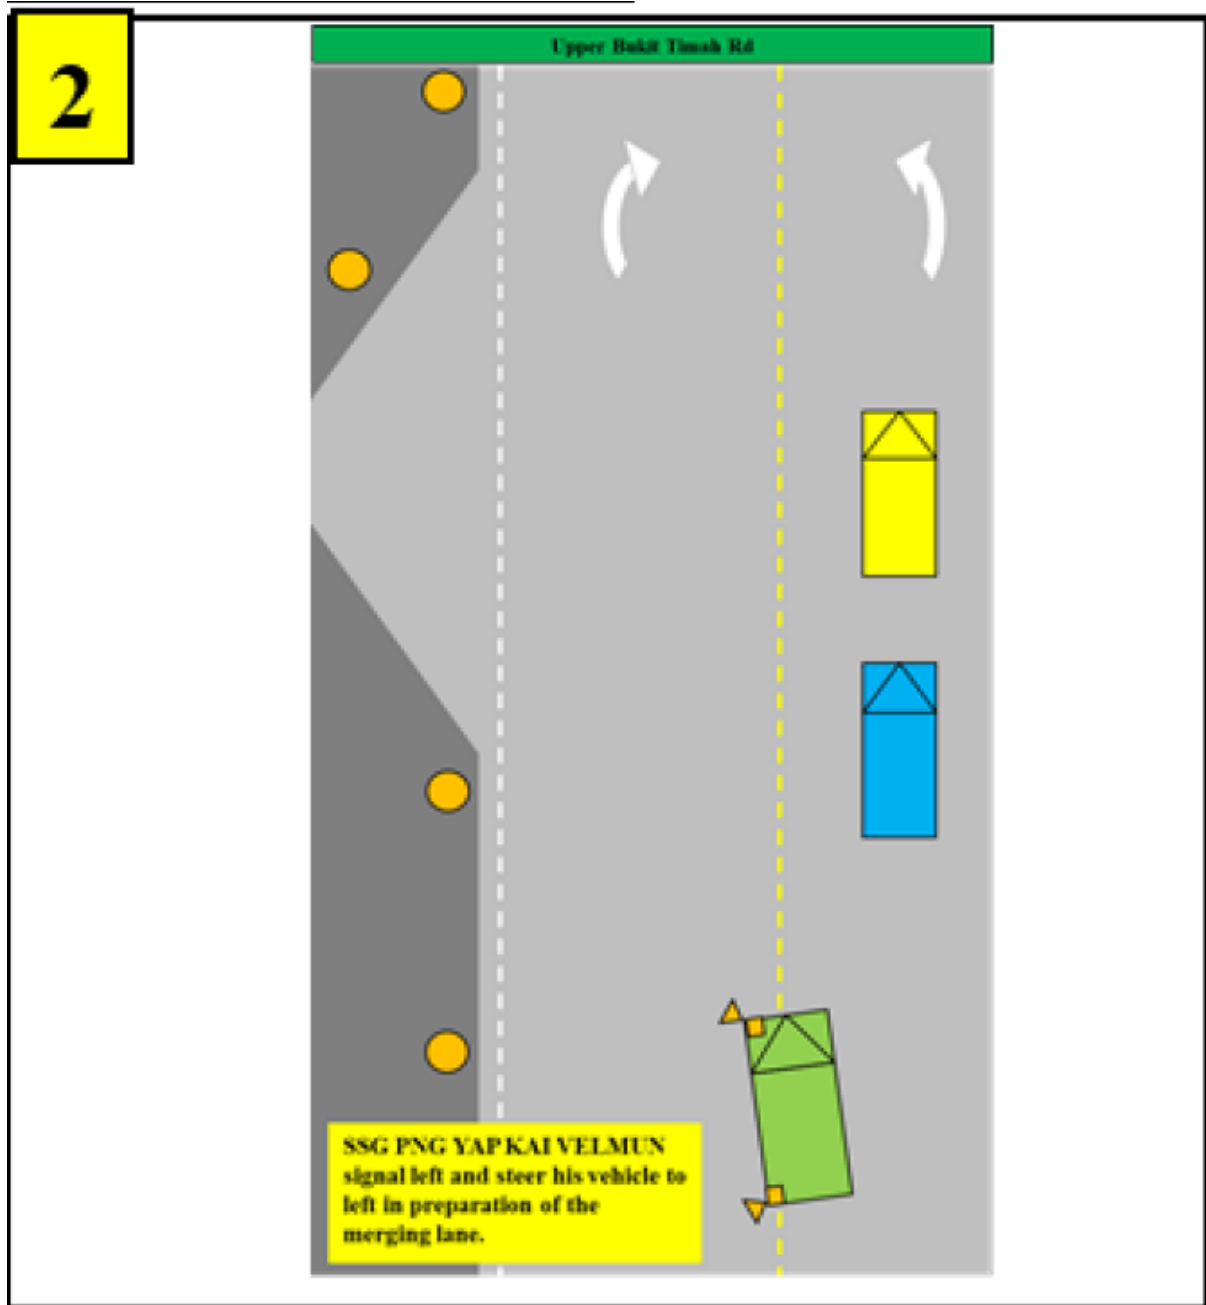 2
Upper Bukit Timah Rd
SSG PNG YAP KAI VELMUN
signal left and steer his vehicle to
left in preparation of the
merging lane.